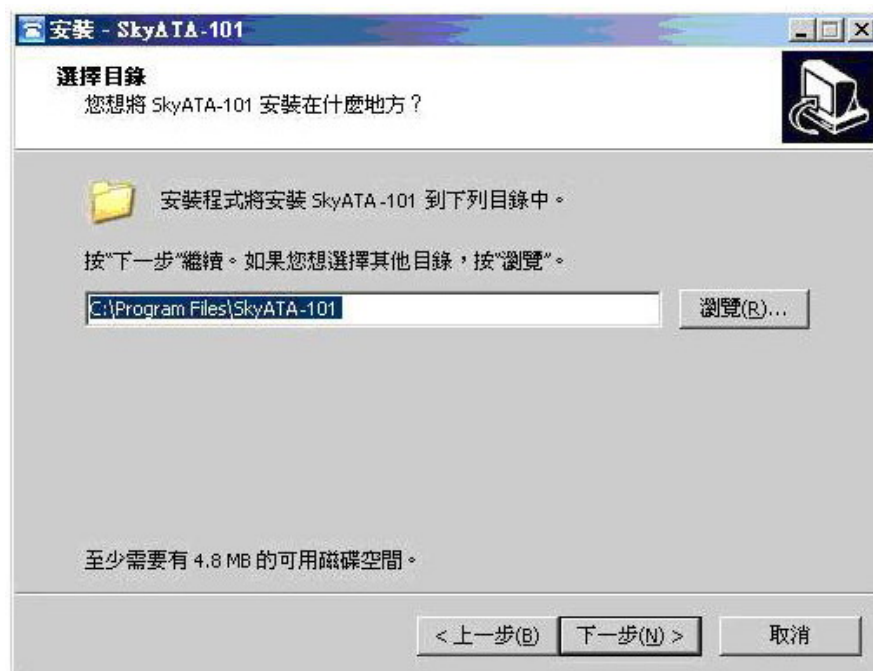 安裝 - SkyATA-101
選擇目錄
您想將 SkyATA-101 安裝在什麼地方？
安裝程式將安裝 SkyATA-101 到下列目錄中。
按"下一步"繼續。如果您想選擇其他目錄，按"瀏覽"。
C:\Program Files\SkyATA-101
瀏覽(R)...
至少需要有 4.8 MB 的可用磁碟空間。
< 上一步(B)
下一步(N) >
取消